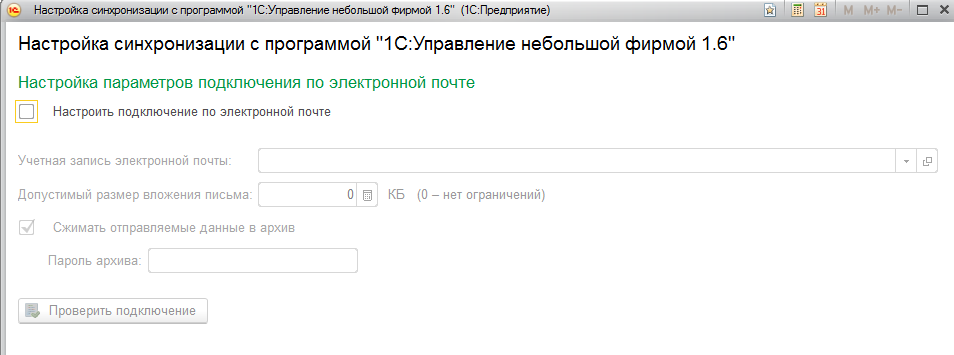 Настройка синхронизации с программой "1С:Управление небольшой фирмой 1.6" (1С:Предприятие)
M M+ M-
31
Настройка синхронизации с программой "1С:Управление небольшой фирмой 1.6"
Настройка параметров подключения по электронной почте
Настроить подключение по электронной почте
Учетная запись электронной почты:
Допустимый размер вложения письма: 0 КБ (0 – нет ограничений)
Сжимать отправляемые данные в архив
Пароль архива:
Проверить подключение